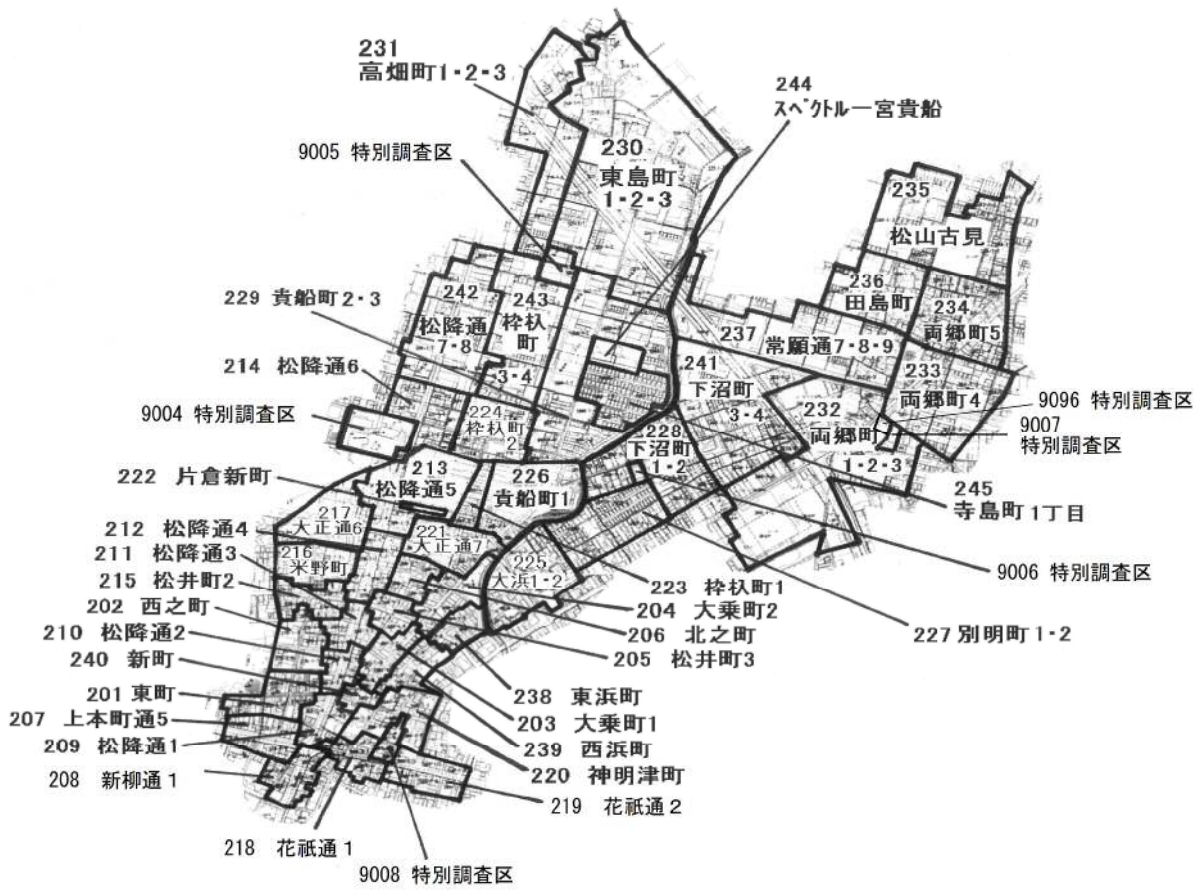 231
高畑町1・2・3
244
スペクトル一宮貴船
9005 特別調査区
230
東島町
1・2・3
235
松山古見
236
田島町
234
両郷町5
229 貴船町2・3
242
松降通
7・8
243
枠杁
町
3・4
237
常願通7・8・9
214 松降通6
241
下沼町
3・4
233
両郷町4
9004 特別調査区
224
枠杁町
2
232
両郷町
1・2・3
9096 特別調査区
9007
特別調査区
228
下沼町
1・2
222 片倉新町
213
松降通5
226
貴船町1
245
寺島町1丁目
217
大正通6
212 松降通4
221
大正通7
211 松降通3
216
米野町
225
大浜1・2
9006 特別調査区
215 松井町2
223 枠杁町1
202 西之町
204 大乗町2
210 松降通2
206 北之町
227 別明町1・2
240 新町
205 松井町3
201 東町
238 東浜町
207 上本町通5
203 大乗町1
209 松降通1
239 西浜町
208 新柳通1
220 神明津町
219 花祇通2
218 花祇通1
9008 特別調査区